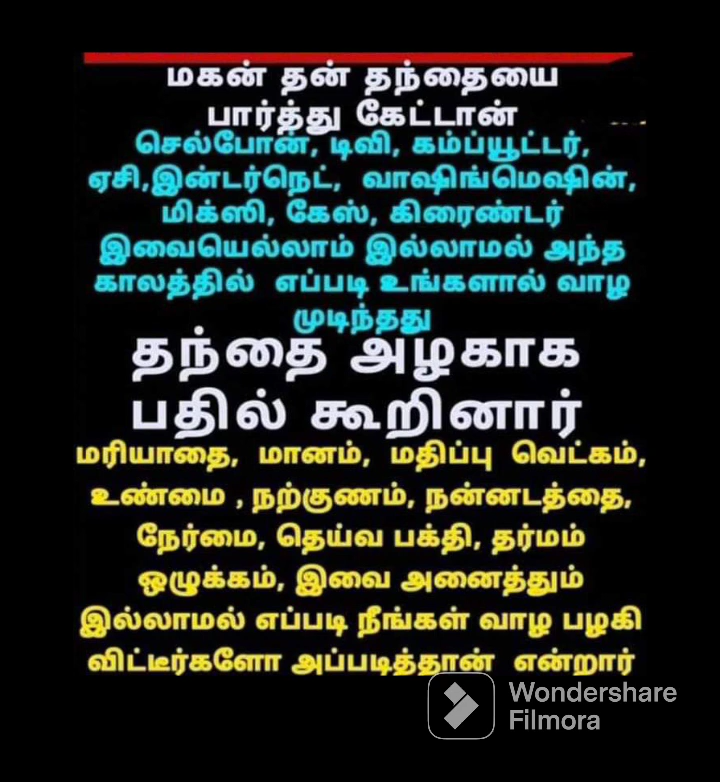 மகன் தன் தந்தையை
பார்த்து கேட்டான்
செல்போன், டிவி, கம்ப்யூட்டர்,
ஏசி,இன்டர்நெட், வாஷிங்மெஷின்,
மிக்ஸி, கேஸ், கிரைண்டர்
இவையெல்லாம் இல்லாமல் அந்த
காலத்தில் எப்படி உங்களால் வாழ
முடிந்தது
தந்தை அழகாக
பதில் கூறினார்
மரியாதை, மானம், மதிப்பு வெட்கம்,
உண்மை , நற்குணம், நன்னடத்தை,
நேர்மை, தெய்வ பக்தி, தர்மம்
ஒழுக்கம், இவை அனைத்தும்
இல்லாமல் எப்படி நீங்கள் வாழ பழகி
விட்டீர்களோ அப்படித்தான் என்றார்
Wondershare
Filmora